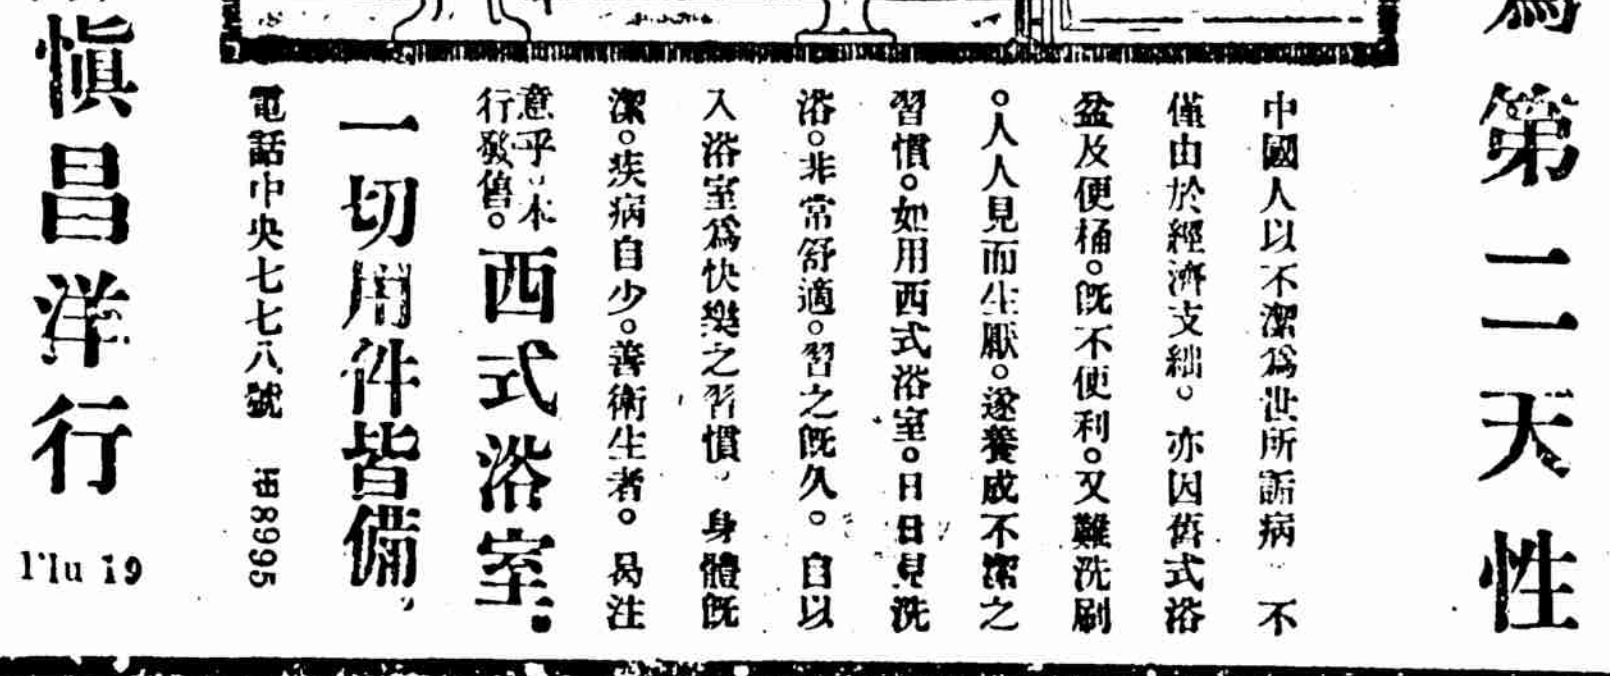 爲第二天性
中國人以不潔爲世所詬病 不
僅由於經濟支絀。亦因舊式浴
盆及便桶。旣不便利。又難洗刷
。人人見而生厭。遂養成不潔之
習慣。如用西式浴室。日日見洗
浴。非常舒適。習之旣久。自以
入浴室爲快樂之習慣。身體旣
潔。疾病自少。善衛生者。曷注
意乎 本
行發售。
西式浴室。
一切用件皆備,
電話中央七七八號 8995
慎昌洋行